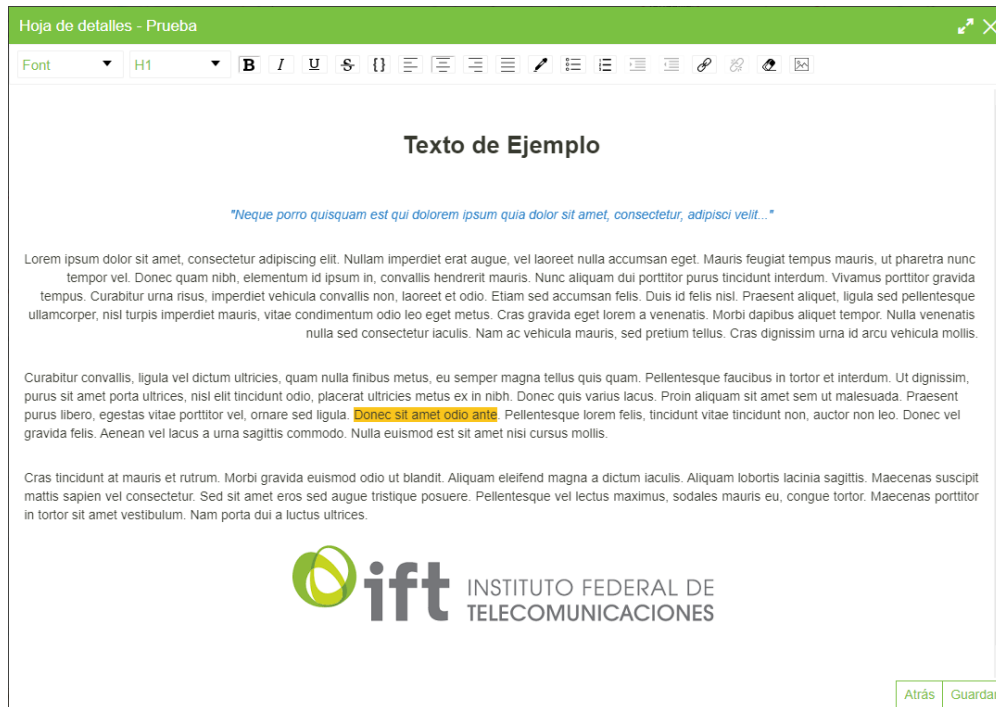 Hoja de detalles - Prueba
Font H1 B I U S {}
Texto de Ejemplo
"Neque porro quisquam est qui dolorem ipsum quia dolor sit amet, consectetur, adipisci velit..."
Lorem ipsum dolor sit amet, consectetur adipiscing elit. Nullam imperdiet erat augue, vel laoreet nulla accumsan eget. Mauris feugiat tempus mauris, ut pharetra nunc
tempor vel. Donec quam nibh, elementum id ipsum in, convallis hendrerit mauris. Nunc aliquam dui porttitor purus tincidunt interdum. Vivamus porttitor gravida
tempus. Curabitur urna risus, imperdiet vehicula convallis non, laoreet et odio. Etiam sed accumsan felis. Duis id felis nisl. Praesent aliquet, ligula sed pellentesque
ullamcorper, nisl turpis imperdiet mauris, vitae condimentum odio leo eget metus. Cras gravida eget lorem a venenatis. Morbi dapibus aliquet tempor. Nulla venenatis
nulla sed consectetur iaculis. Nam ac vehicula mauris, sed pretium tellus. Cras dignissim urna id arcu vehicula mollis.
Curabitur convallis, ligula vel dictum ultricies, quam nulla finibus metus, eu semper magna tellus quis quam. Pellentesque faucibus in tortor et interdum. Ut dignissim,
purus sit amet porta ultrices, nisl elit tincidunt odio, placerat ultricies metus ex in nibh. Donec quis varius lacus. Proin aliquam sit amet sem ut malesuada. Praesent
purus libero, egestas vitae porttitor vel, ornare sed ligula. Donec sit amet odio ante. Pellentesque lorem felis, tincidunt vitae tincidunt non, auctor non leo. Donec vel
gravida felis. Aenean vel lacus a urna sagittis commodo. Nulla euismod est sit amet nisi cursus mollis.
Cras tincidunt at mauris et rutrum. Morbi gravida euismod odio ut blandit. Aliquam eleifend magna a dictum iaculis. Aliquam lobortis lacinia sagittis. Maecenas suscipit
mattis sapien vel consectetur. Sed sit amet eros sed augue tristique posuere. Pellentesque vel lectus maximus, sodales mauris eu, congue tortor. Maecenas porttitor
in tortor sit amet vestibulum. Nam porta dui a luctus ultrices.
ift INSTITUTO FEDERAL DE
TELECOMUNICACIONES
Atrás Guardar